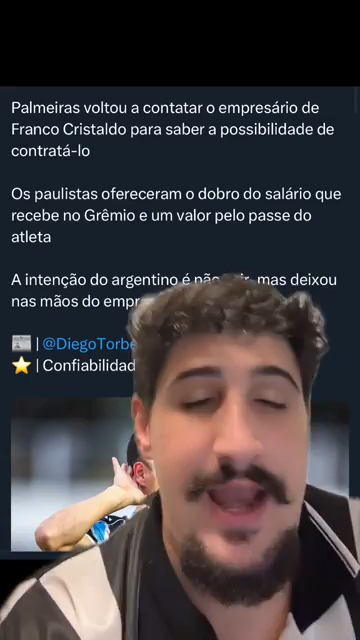 Palmeiras voltou a contatar o empresário de
Franco Cristaldo para saber a possibilidade de
contratá-lo
Os paulistas ofereceram o dobro do salário que
recebe no Grêmio e um valor pelo passe do
atleta
A intenção do argentino é não ir, mas deixou
nas mãos do
| @DiegoTorbe
| Confiabilidad